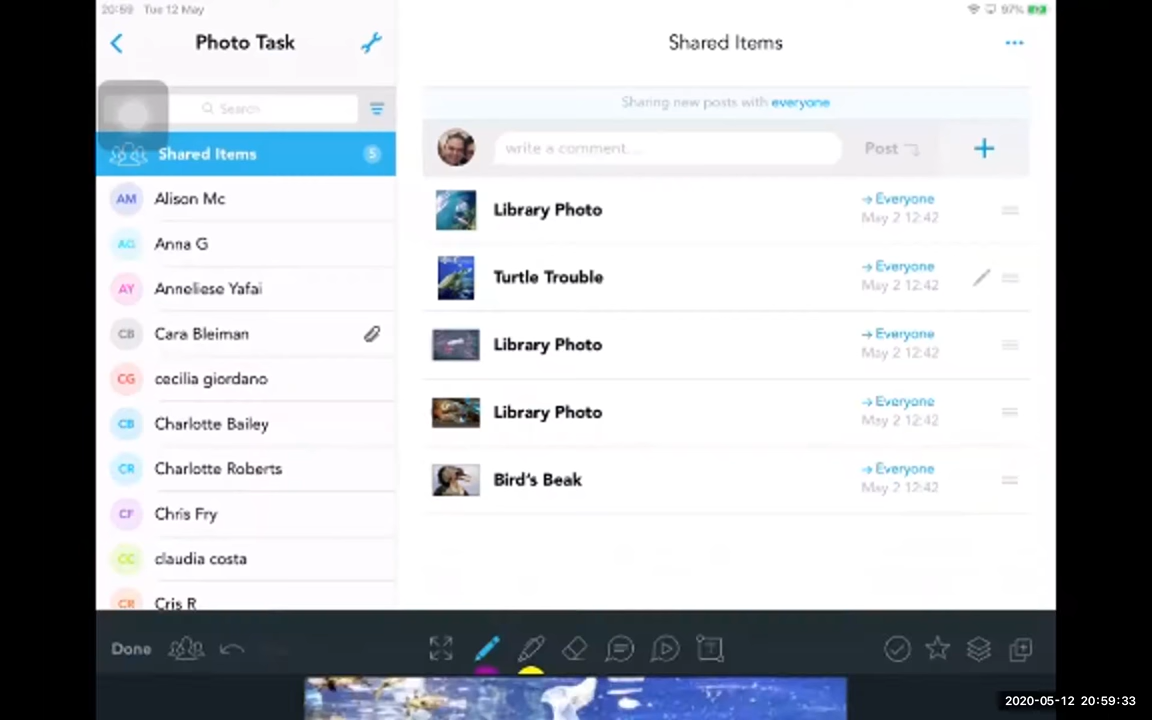 20:59 Tue 12 May
97%
Photo Task
Shared Items
Search
Sharing new posts with everyone
Shared Items 5
write a comment...
Post
AM Alison Mc
AG Anna G
AY Anneliese Yafai
CB Cara Bleiman
CG cecilia giordano
CB Charlotte Bailey
CR Charlotte Roberts
CF Chris Fry
CC claudia costa
CR Cris R
Library Photo
Everyone
May 2 12:42
Turtle Trouble
Everyone
May 2 12:42
Library Photo
Everyone
May 2 12:42
Library Photo
Everyone
May 2 12:42
Bird's Beak
Everyone
May 2 12:42
Done
T
2020-05-12 20:59:33